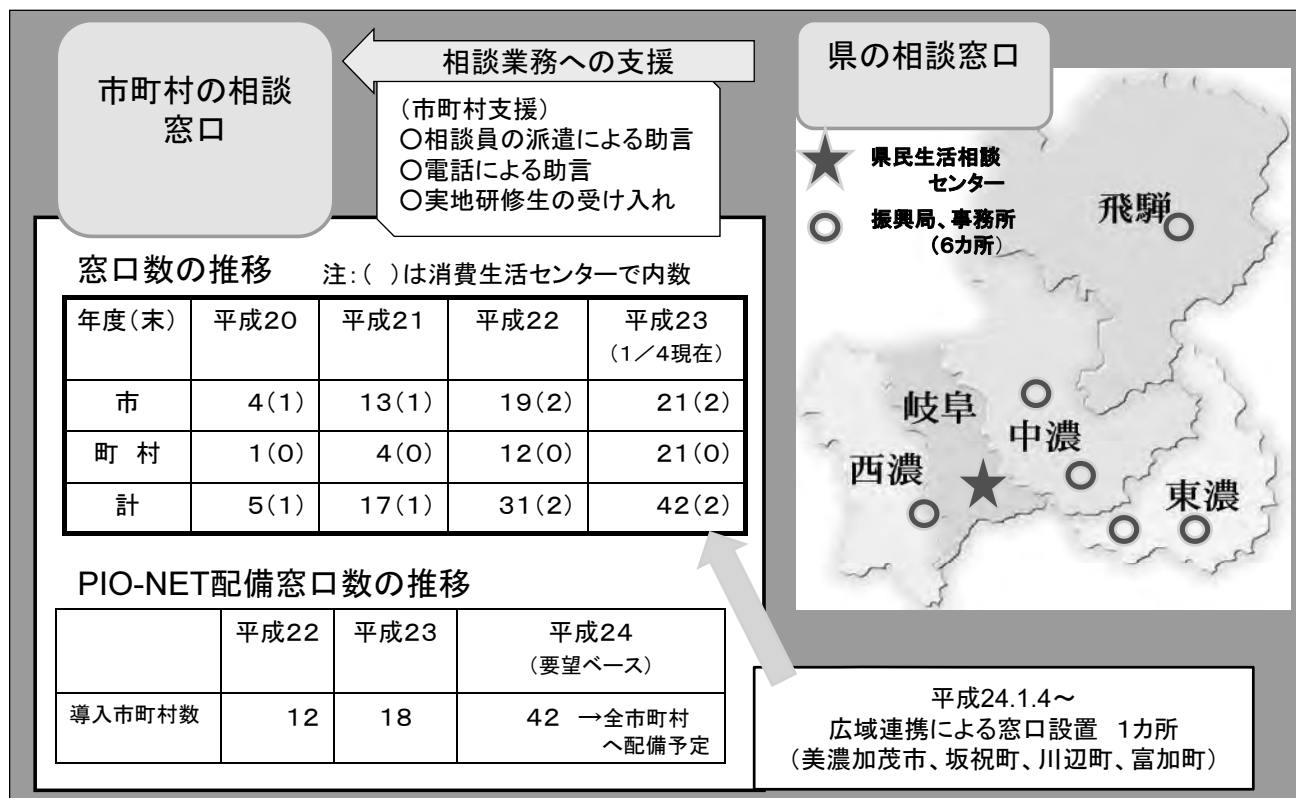 市町村の相談
窓口
相談業務への支援
(市町村支援)
〇相談員の派遣による助言
〇電話による助言
〇実地研修生の受け入れ
県の相談窓口
県民生活相談
センター
振興局、事務所
(6カ所)
飛騨
岐阜
中濃
西濃
東濃
窓口数の推移 注:( )は消費生活センターで内数
年度(末) 平成20 平成21 平成22 平成23
(1/4現在)
市 4(1) 13(1) 19(2) 21(2)
町 村 1(0) 4(0) 12(0) 21(0)
計 5(1) 17(1) 31(2) 42(2)
PIO-NET配備窓口数の推移
平成22 平成23 平成24
(要望ベース)
導入市町村数 12 18 42 →全市町村
へ配備予定
平成24.1.4~
広域連携による窓口設置 1カ所
(美濃加茂市、坂祝町、川辺町、富加町)